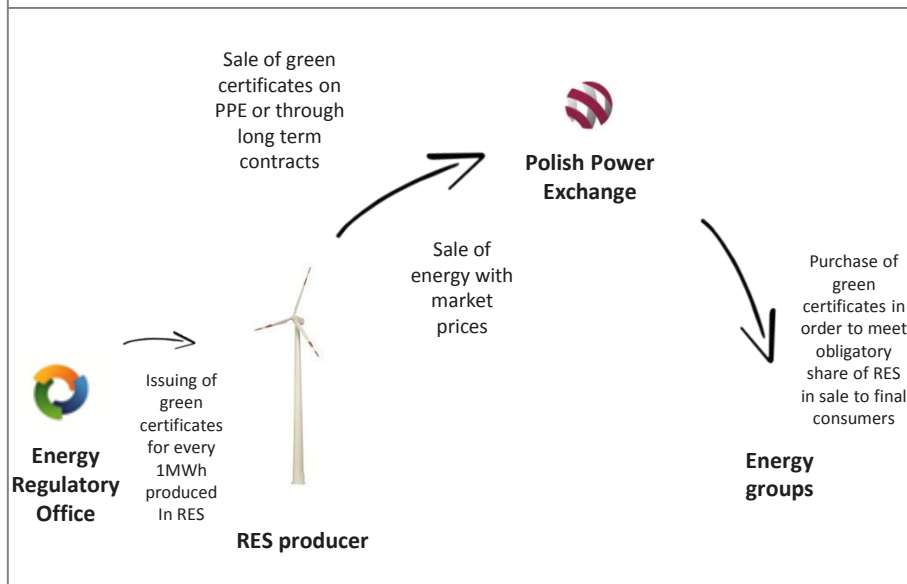 Sale of green
certificates on
PPE or through
long term
contracts
Polish Power
Exchange
Sale of
energy with
market
prices
Purchase of
green
certificates in
order to meet
obligatory
share of RES
in sale to final
consumers
Issuing of
green
certificates
for every
1MWh
produced
In RES
Energy
Regulatory
Office
RES producer
Energy
groups